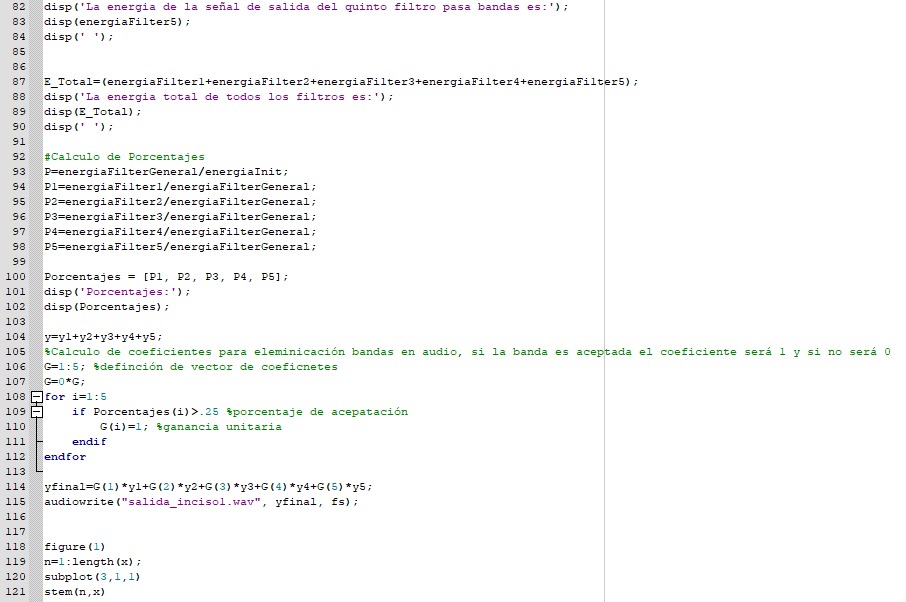 82 disp('La energia de la señal de salida del quinto filtro pasa bandas es:');
83 disp(energiaFilter5);
84 disp(' ');
85
86
87 E_Total=(energiaFilter1+energiaFilter2+energiaFilter3+energiaFilter4+energiaFilter5);
88 disp('La energia total de todos los filtros es:');
89 disp(E_Total);
90 disp(' ');
91
92 #Calculo de Porcentajes
93 P=energiaFilterGeneral/energiaInit;
94 P1=energiaFilter1/energiaFilterGeneral;
95 P2=energiaFilter2/energiaFilterGeneral;
96 P3=energiaFilter3/energiaFilterGeneral;
97 P4=energiaFilter4/energiaFilterGeneral;
98 P5=energiaFilter5/energiaFilterGeneral;
99
100 Porcentajes = [P1, P2, P3, P4, P5];
101 disp('Porcentajes:');
102 disp(Porcentajes);
103
104 y=y1+y2+y3+y4+y5;
105 %Calculo de coeficientes para eleminicación bandas en audio, si la banda es aceptada el coeficiente será 1 y si no será 0
106 G=1:5; %definción de vector de coeficnetes
107 G=0*G;
108 for i=1:5
109 if Porcentajes(i)>.25 %porcentaje de acepatación
110 G(i)=1; %ganancia unitaria
111 endif
112 endfor
113
114 yfinal=G(1)*y1+G(2)*y2+G(3)*y3+G(4)*y4+G(5)*y5;
115 audiowrite("salida_inciso1.wav", yfinal, fs);
116
117
118 figure(1)
119 n=1:length(x);
120 subplot(3,1,1)
121 stem(n,x)